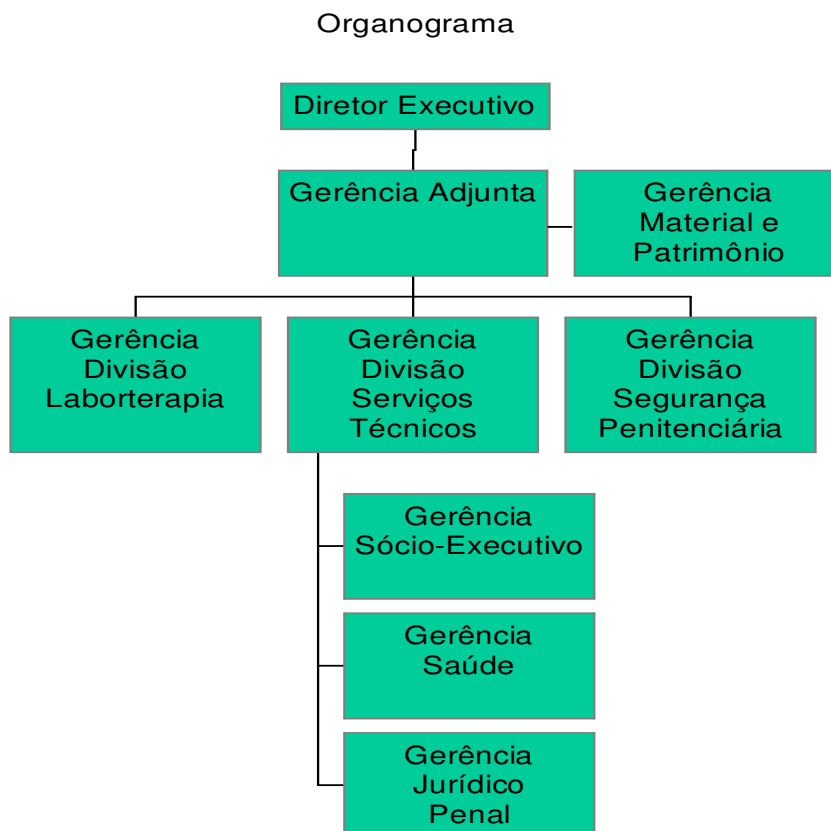 Organograma
Diretor Executivo
Gerência Adjunta
Gerência
Material e
Patrimônio
Gerência
Divisão
Laborterapia
Gerência
Divisão
Serviços
Técnicos
Gerência
Divisão
Segurança
Penitenciária
Gerência
Sócio-Executivo
Gerência
Saúde
Gerência
Jurídico
Penal